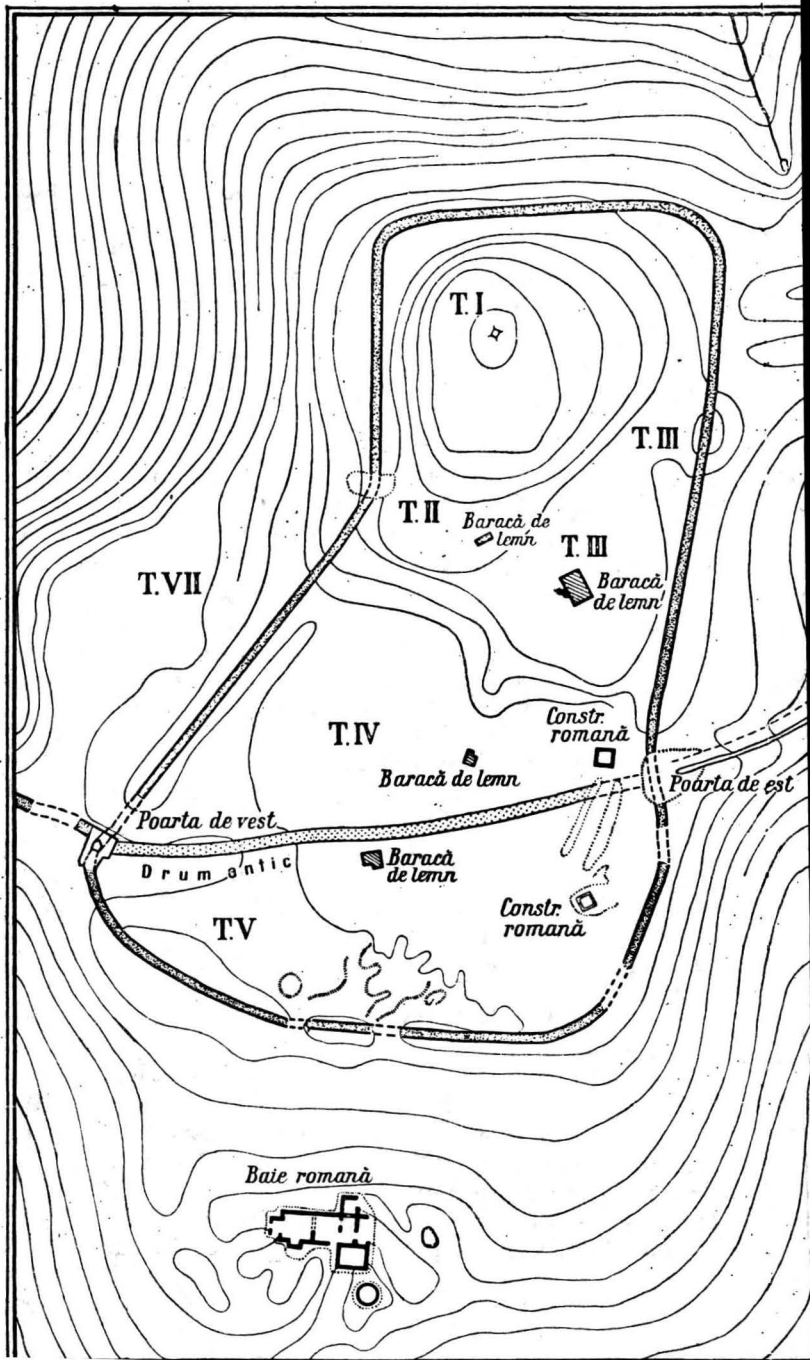 T. I
T. III
T. II
Baracă de
lemn
T. III
Baracă
de lemn
T. VII
Constr.
romană
T. IV
Baracă de lemn
Poarta de est
Poarta de vest
Drum antic
Baracă
de lemn
Constr.
romană
T. V
Baie romană